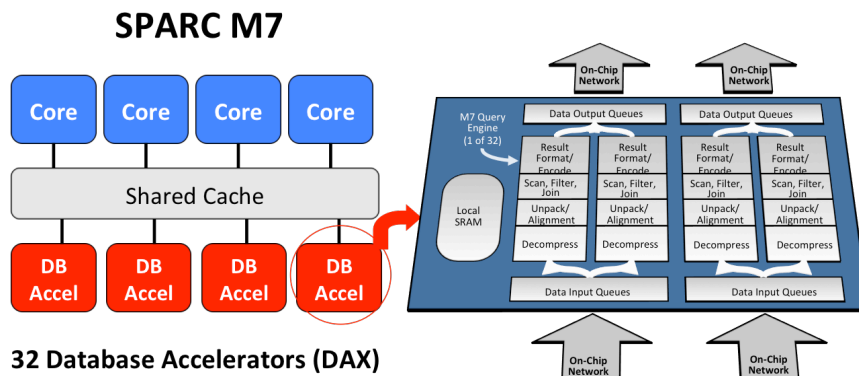 SPARC M7
Core
Core
Core
Core
Shared Cache
DB
Accel
DB
Accel
DB
Accel
DB
Accel
32 Database Accelerators (DAX)
On-Chip
Network
On-Chip
Network
Data Output Queues
Data Output Queues
M7 Query
Engine
(1 of 32)
Local
SRAM
Result
Format/
Encode
Scan, Filter,
Join
Unpack/
Alignment
Decompress
Result
Format/
Encode
Scan, Filter,
Join
Unpack/
Alignment
Decompress
Result
Format/
Encode
Scan, Filter,
Join
Unpack/
Alignment
Decompress
Result
Format/
Encode
Scan, Filter,
Join
Unpack/
Alignment
Decompress
Data Input Queues
Data Input Queues
On-Chip
Network
On-Chip
Network